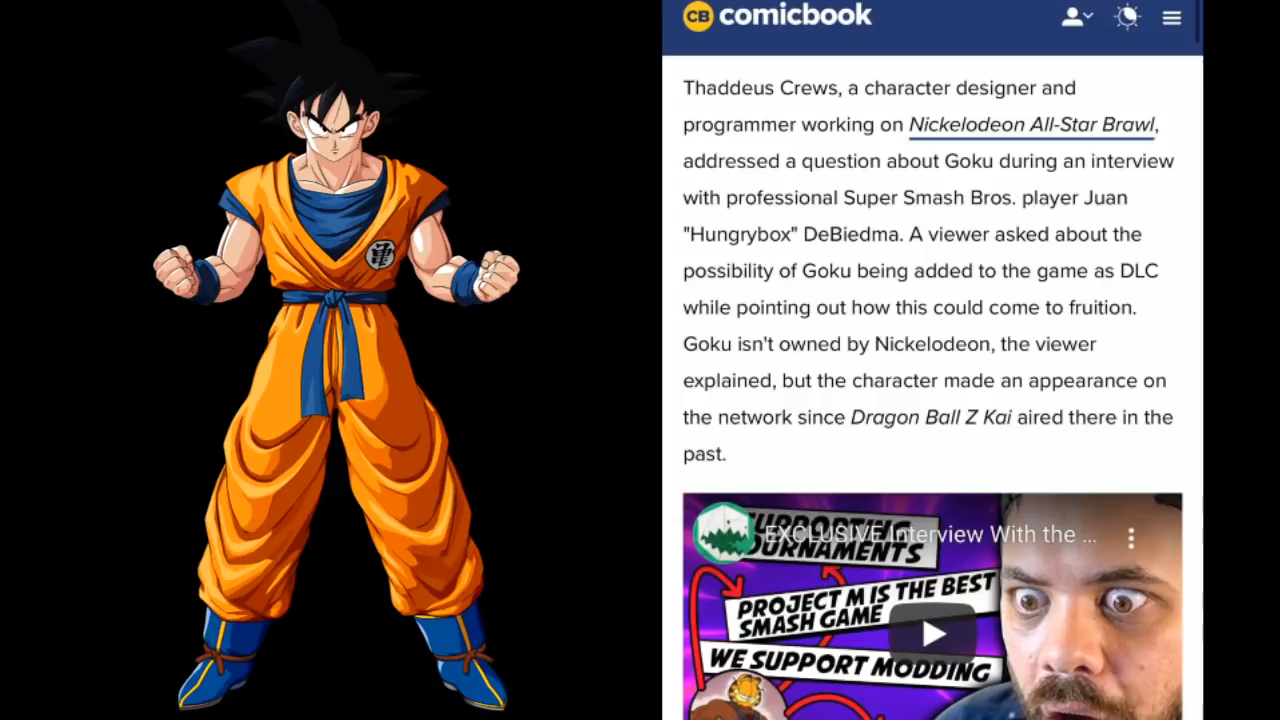 亀
CB comicbook
Thaddeus Crews, a character designer and
programmer working on Nickelodeon All-Star Brawl,
addressed a question about Goku during an interview
with professional Super Smash Bros. player Juan
"Hungrybox" DeBiedma. A viewer asked about the
possibility of Goku being added to the game as DLC
while pointing out how this could come to fruition.
Goku isn't owned by Nickelodeon, the viewer
explained, but the character made an appearance on
the network since Dragon Ball Z Kai aired there in the
past.
EXCLUSIVE Interview With the ...
SUPPORTING
TOURNAMENTS
PROJECT M IS THE BEST
SMASH GAME
WE SUPPORT MODDING